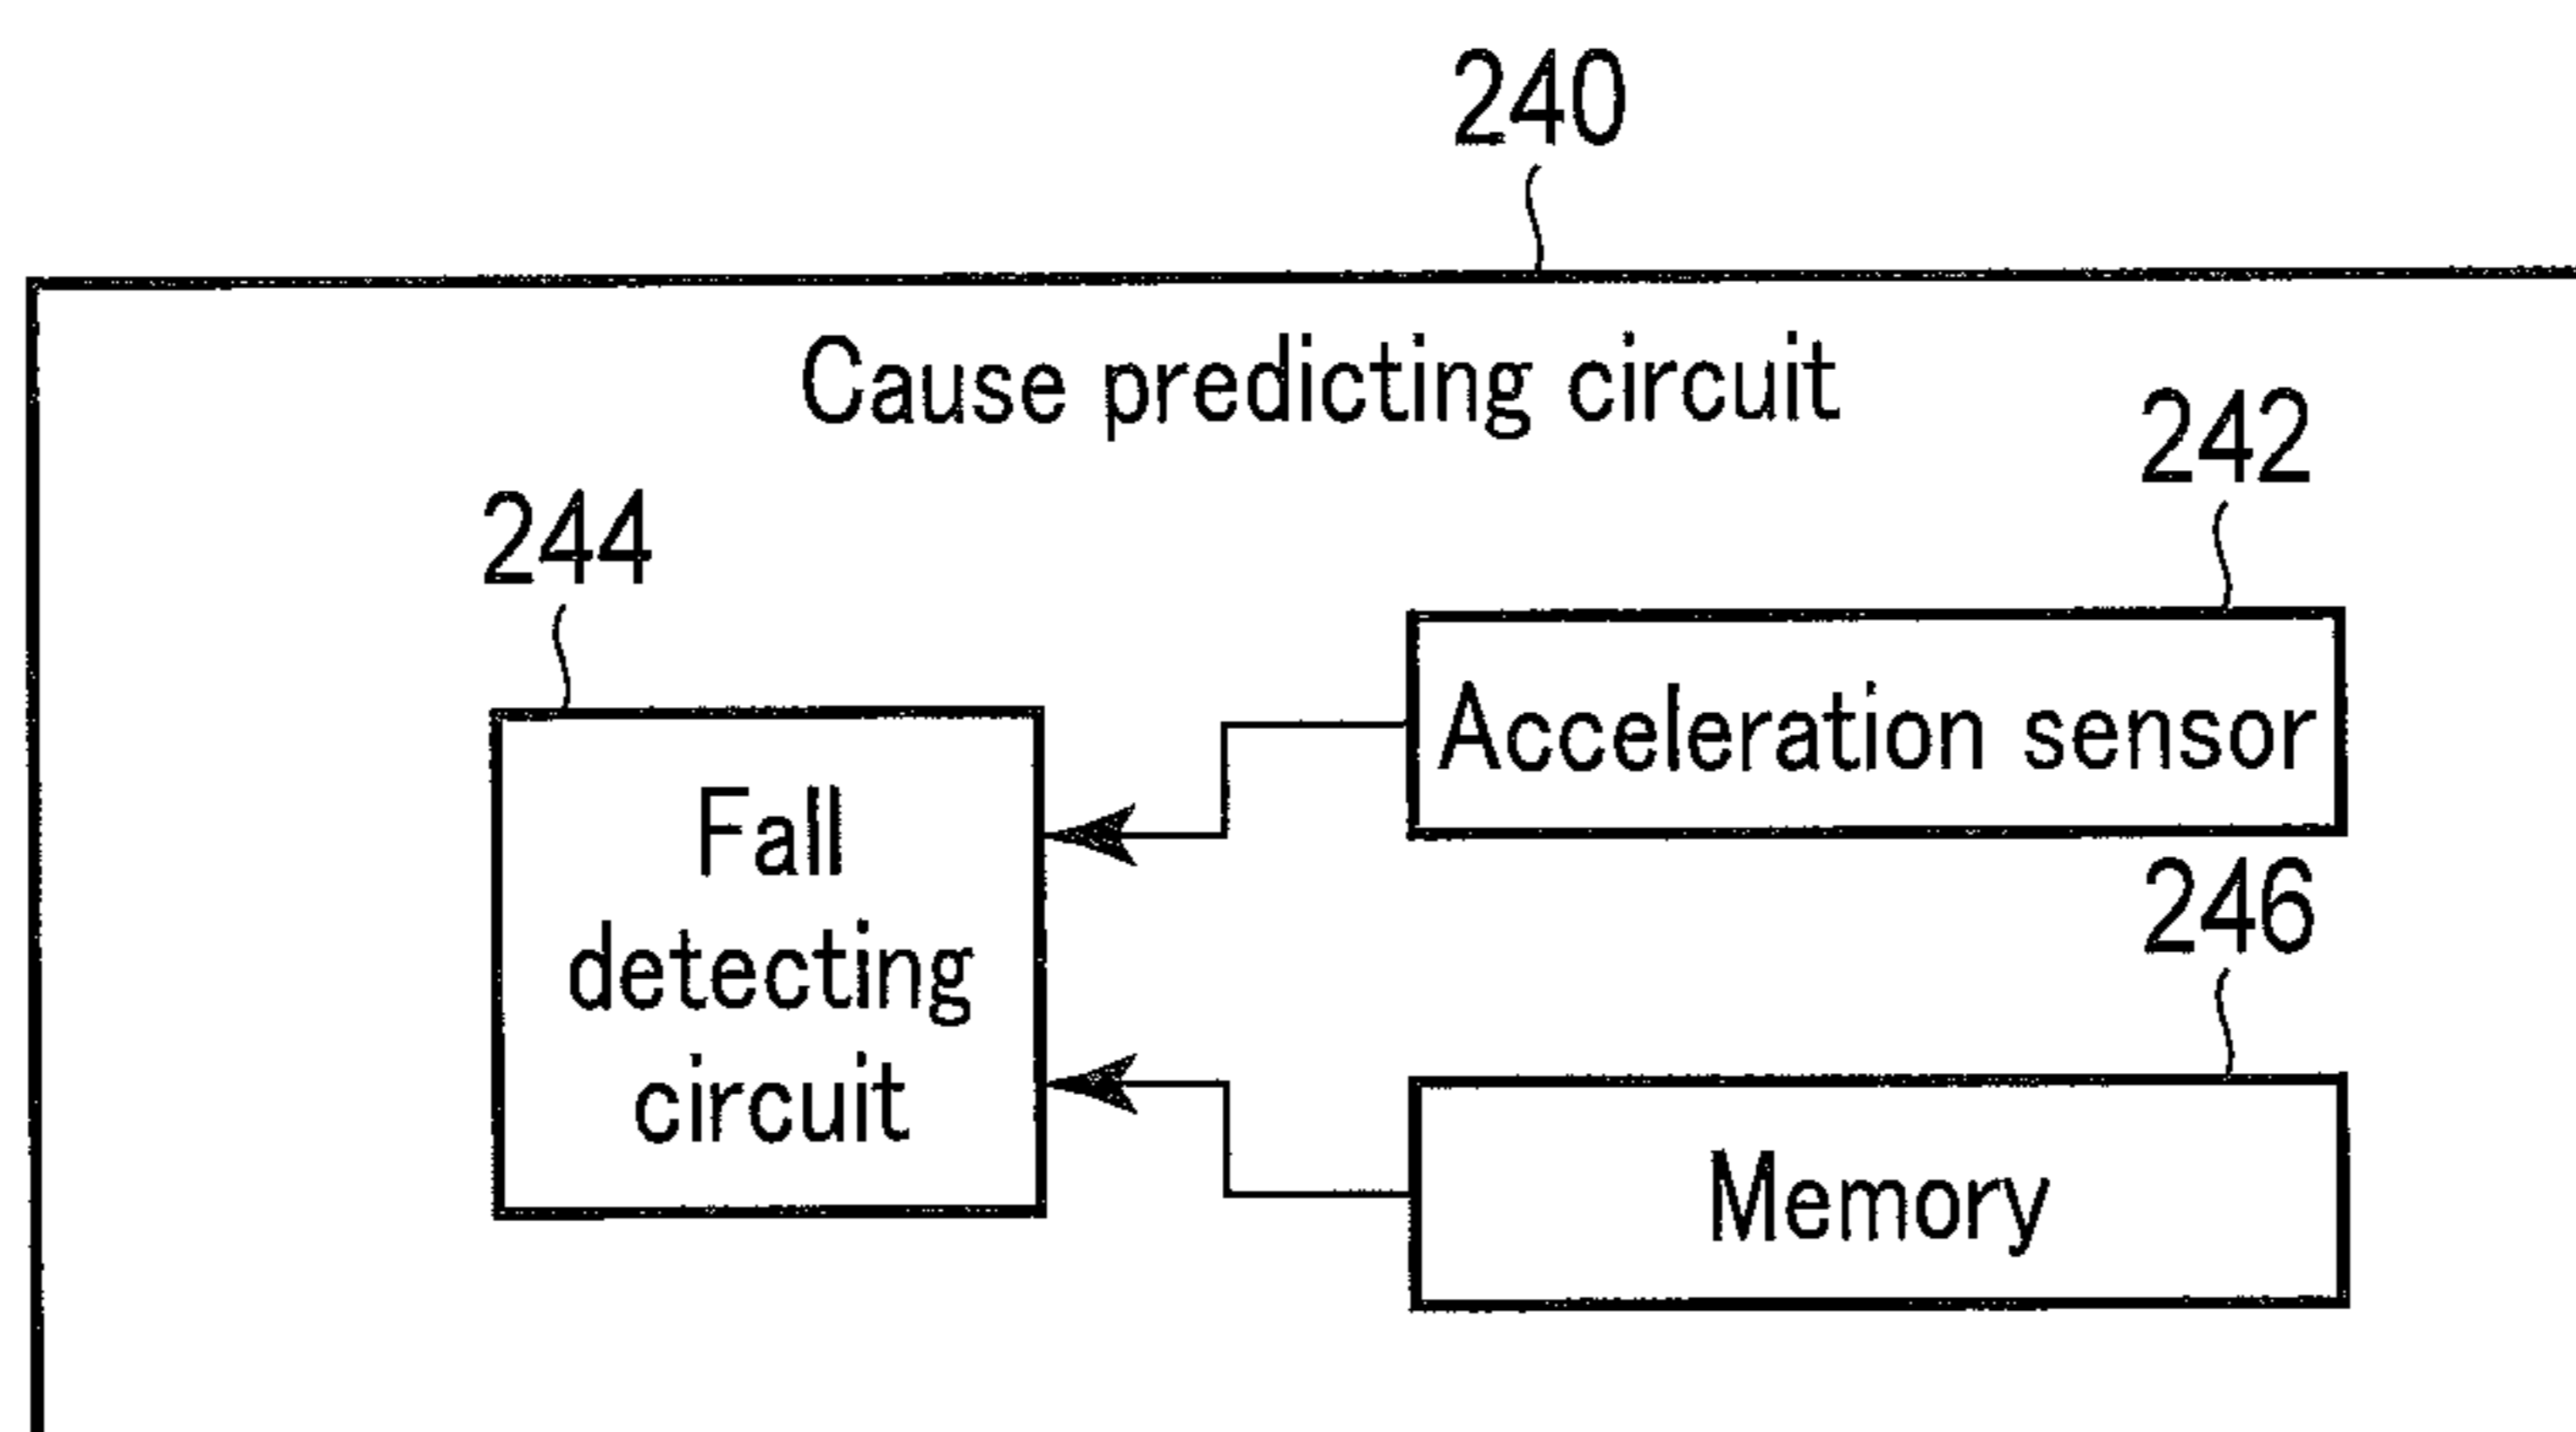 240
Cause predicting circuit
242
244
Acceleration sensor
Fall
detecting
circuit
246
Memory